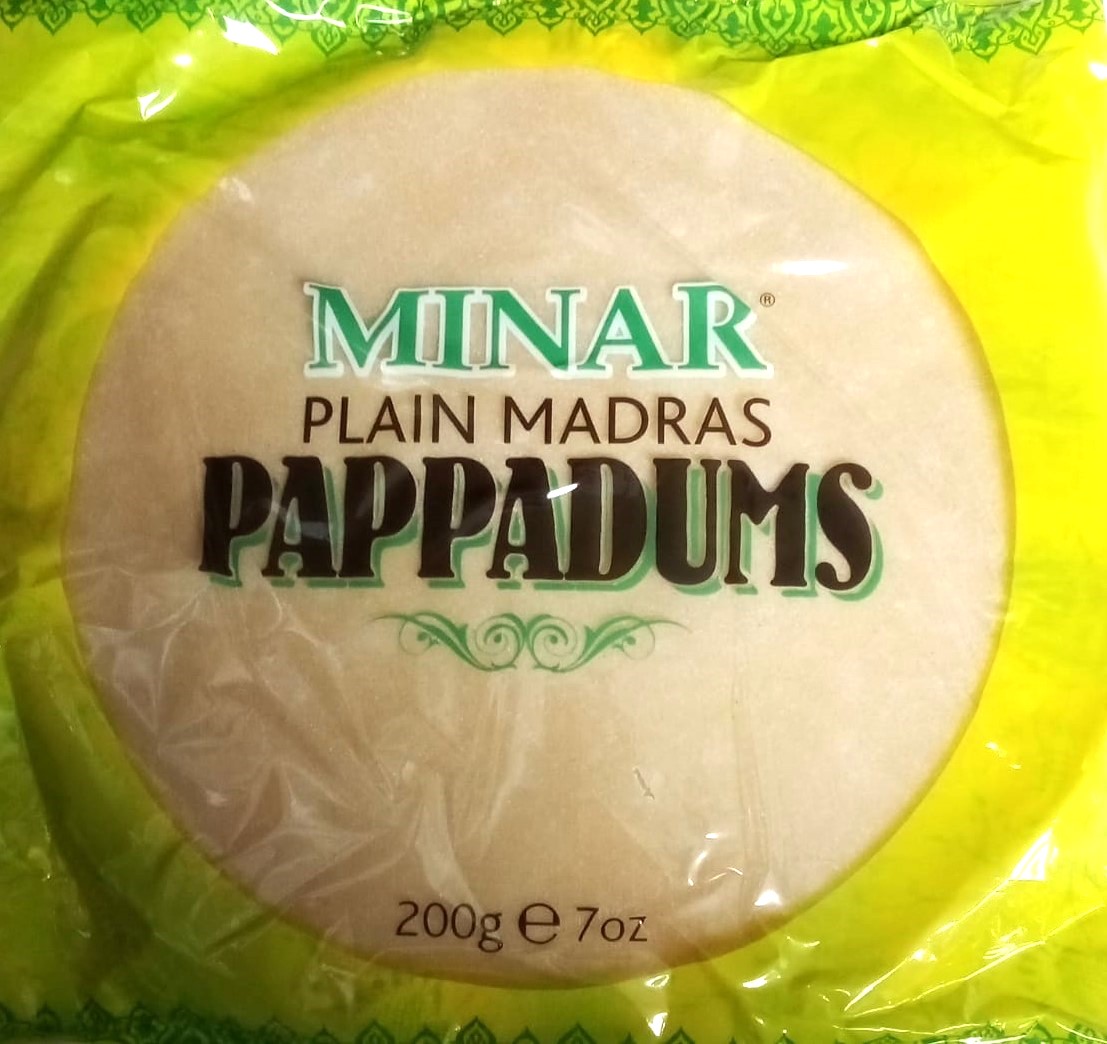 MINAR®
PLAIN MADRAS
PAPPADUMS
200g ℮ 7oz